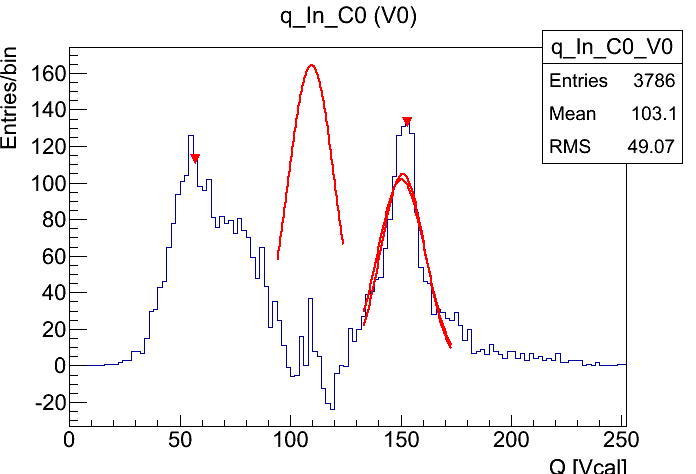 q_In_C0 (V0)
q_In_C0_V0
Entries 3786
Mean 103.1
RMS 49.07
Entries/bin
160
140
120
100
80
60
40
20
0
-20
0 50 100 150 200 250
Q [Vcal]